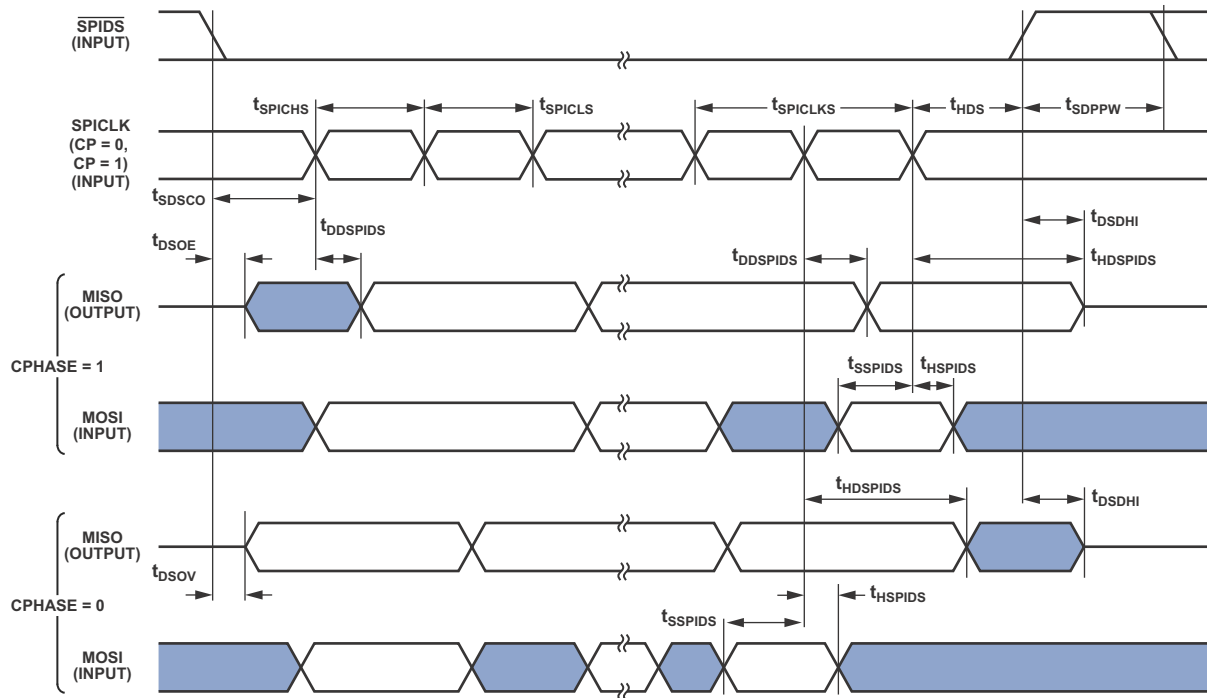 SPIDS
(INPUT)
tSPICHS
tSPICLS
tSPICLKS
tHDS
tSDPPW
SPICLK
(CP = 0,
CP = 1)
(INPUT)
tSDSCO
tDDSPIDS
tDSOE
tDDSPIDS
tDSDHI
tHDSPIDS
MISO
(OUTPUT)
CPHASE = 1
tSSPIDS
tHSPIDS
MOSI
(INPUT)
tHDSPIDS
tDSDHI
MISO
(OUTPUT)
tDSOV
CPHASE = 0
tHSPIDS
tSSPIDS
MOSI
(INPUT)